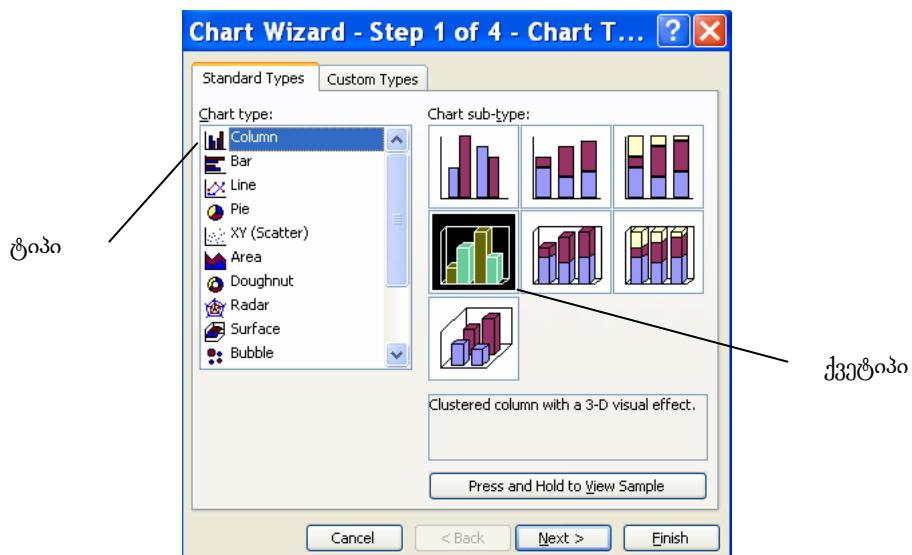 Chart Wizard - Step 1 of 4 - Chart T...
Standard Types
Custom Types
Chart type:
Column
Bar
Line
Pie
XY (Scatter)
Area
Doughnut
Radar
Surface
Bubble
Chart sub-type:
Clustered column with a 3-D visual effect.
Press and Hold to View Sample
Cancel
< Back
Next >
Finish
ტიპი
ქვეტიპი